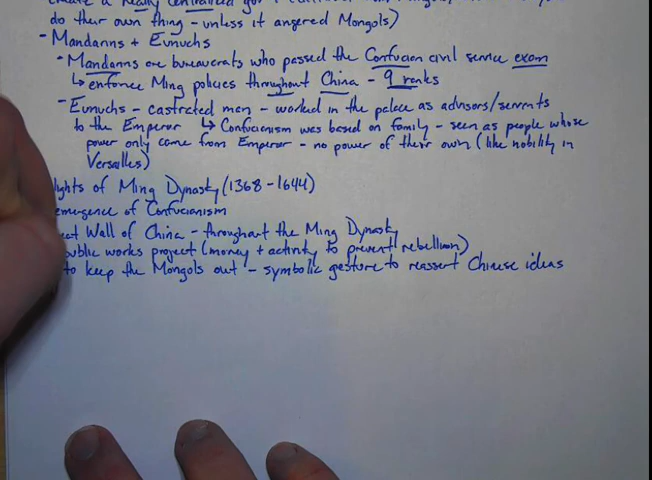 do their own thing - unless it angered Mongols)
- Mandarins + Eunuchs
- Mandarins are bureaucrats who passed the Confucian civil service exam
↳ enforce Ming policies throughout China - 9 ranks
- Eunuchs - castrated men - worked in the palace as advisors/servents
to the Emperor ↳ Confucianism was based on family - seen as people whose
power only came from Emperor - no power of their own (like nobility in
Versailles)
lights of Ming Dynasty (1368 - 1644)
emergence of Confucianism
Wall of China - throughout the Ming Dynasty
public works project (money + activity to prevent rebellion)
to keep the Mongols out - symbolic gesture to reassert Chinese ideas